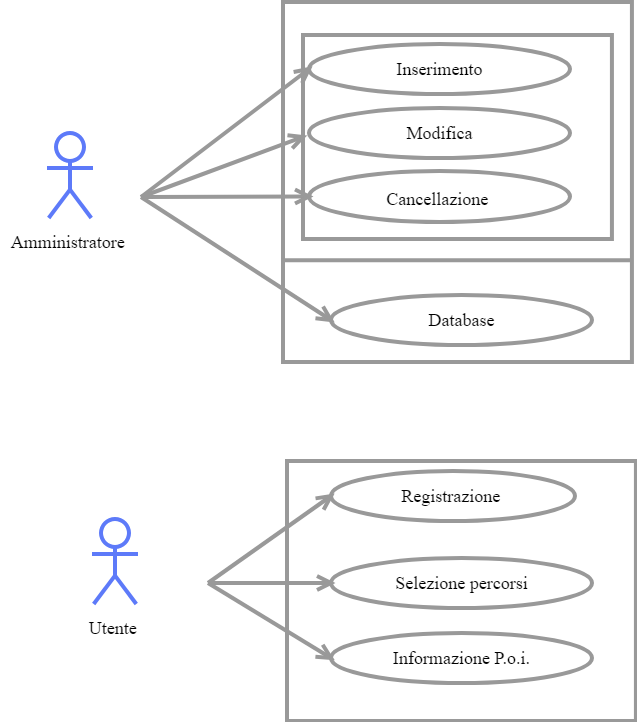 Inserimento
Modifica
Cancellazione
Amministratore
Database
Registrazione
Selezione percorsi
Utente
Informazione P.o.i.